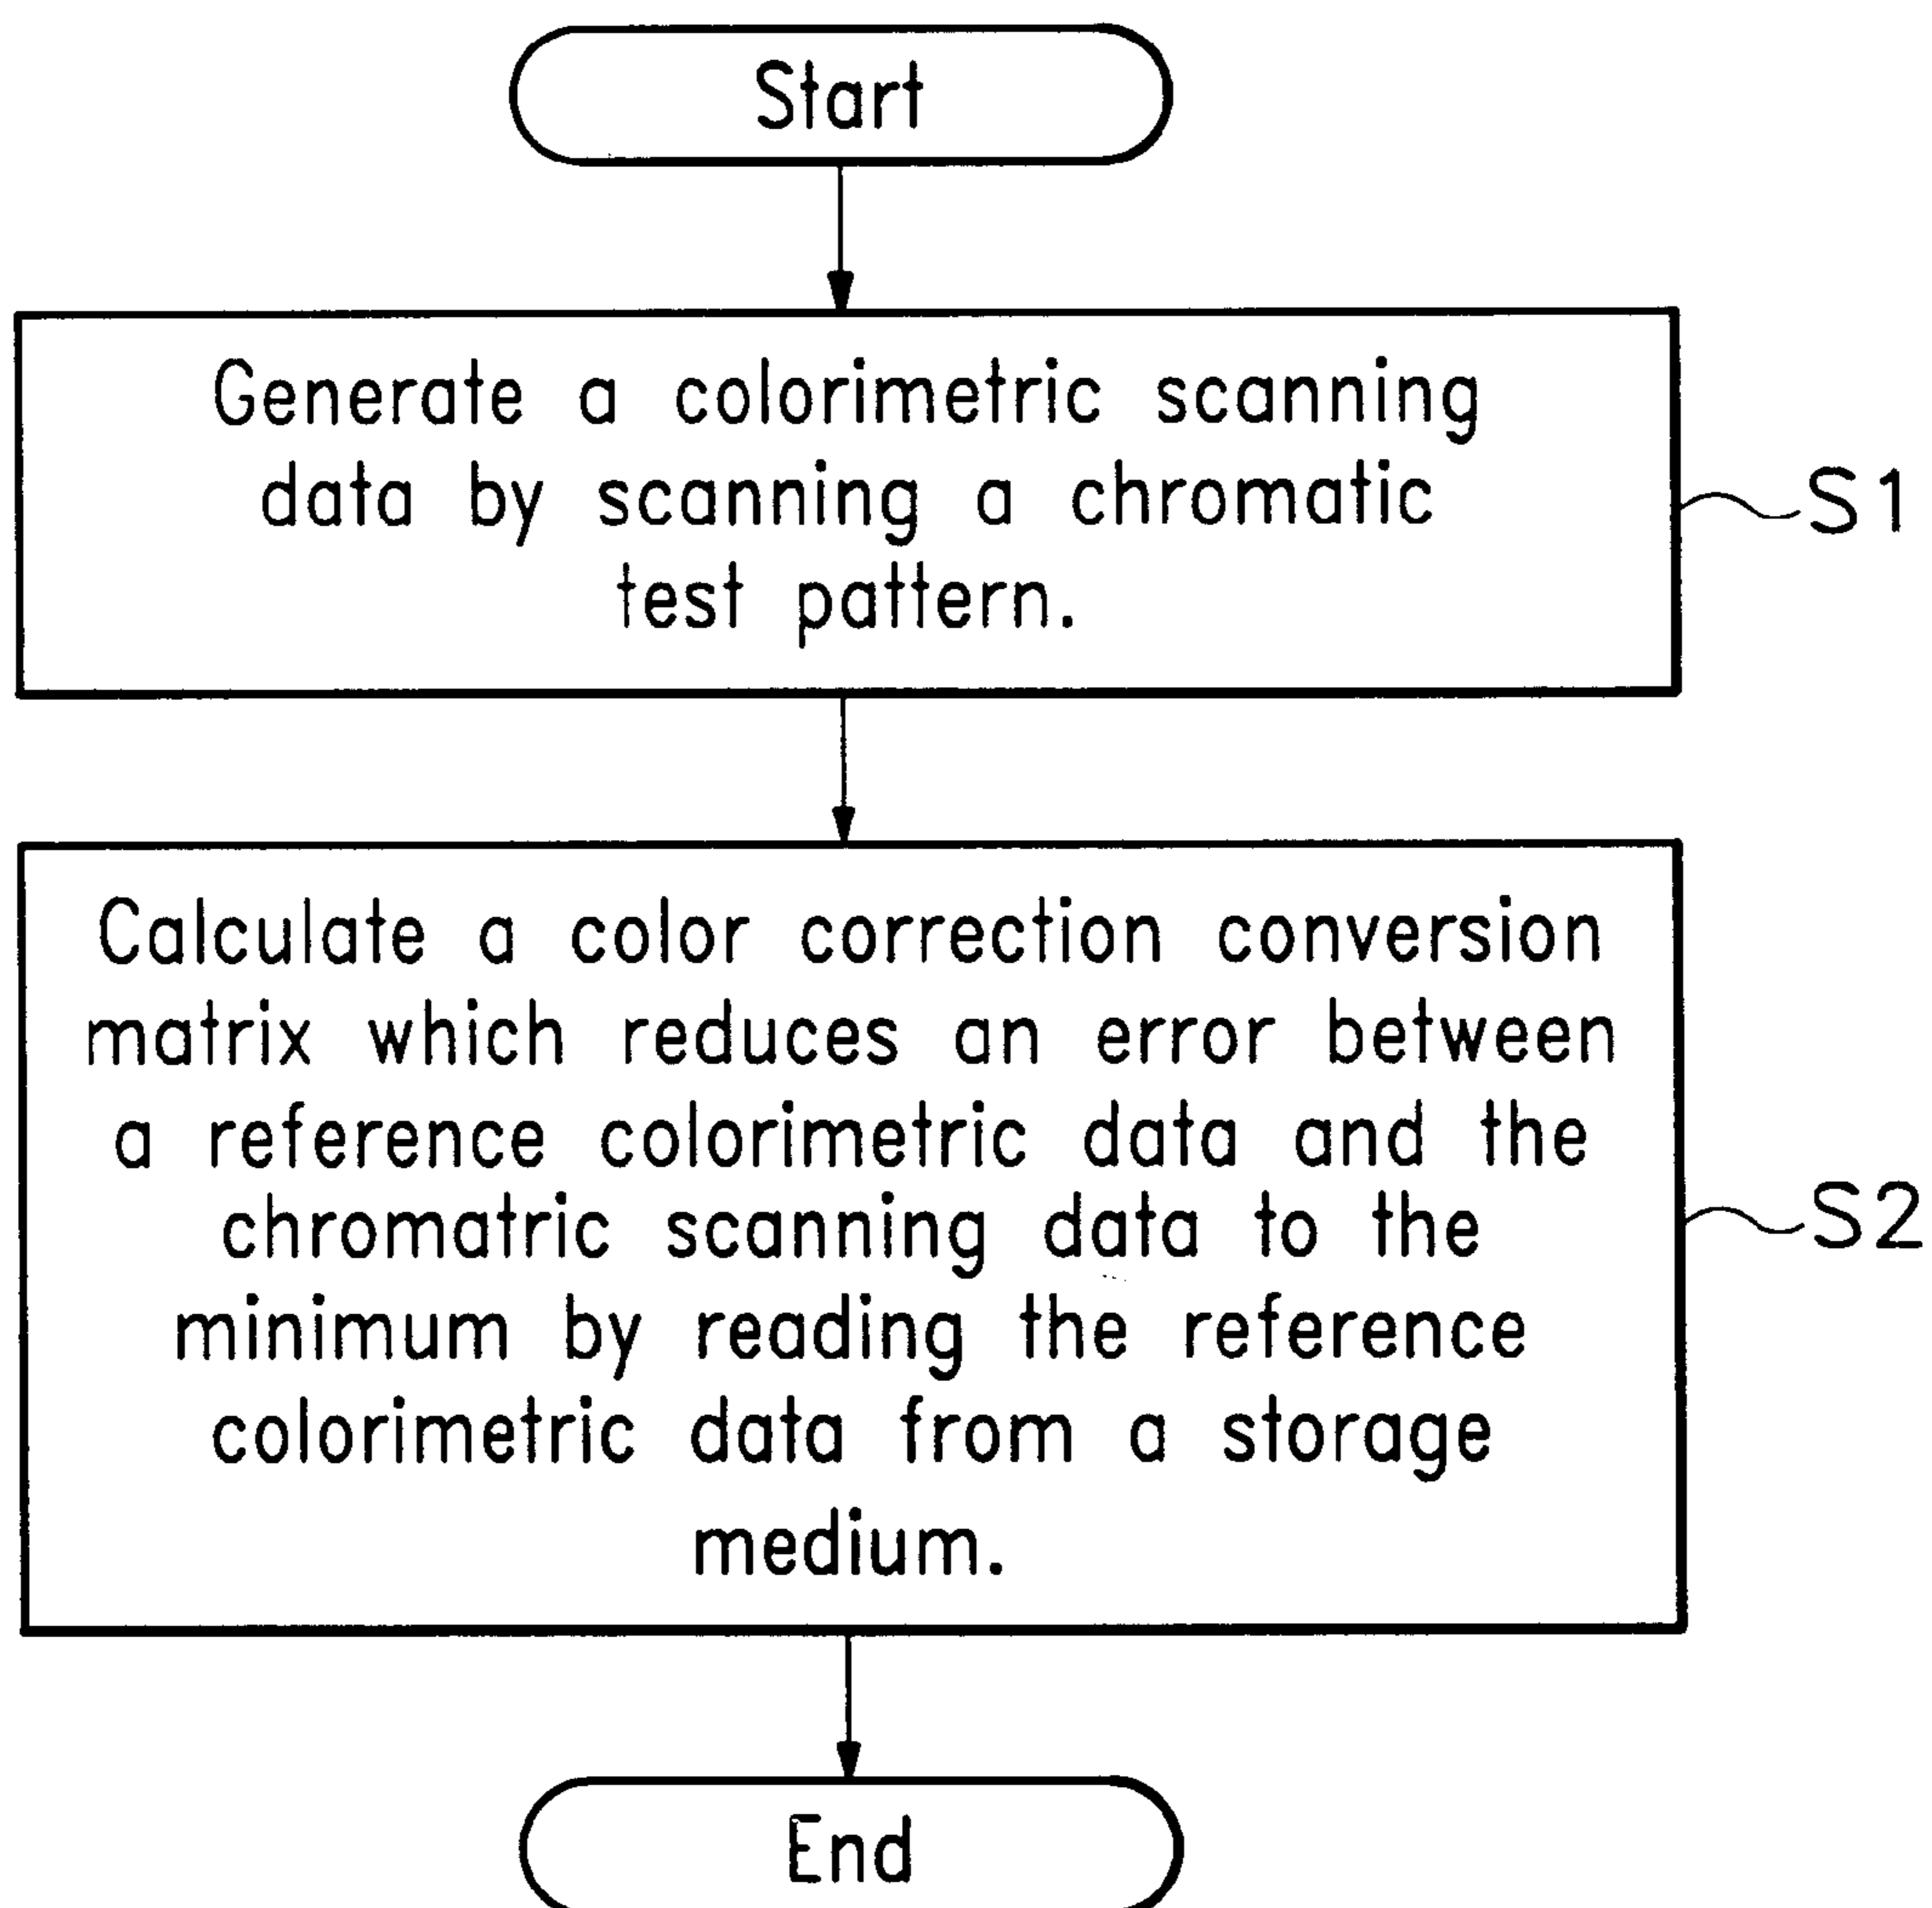 Start
Generate a colorimetric scanning
data by scanning a chromatic
test pattern.
S1
Calculate a color correction conversion
matrix which reduces an error between
a reference colorimetric data and the
chromatric scanning data to the
minimum by reading the reference
colorimetric data from a storage
medium.
S2
End